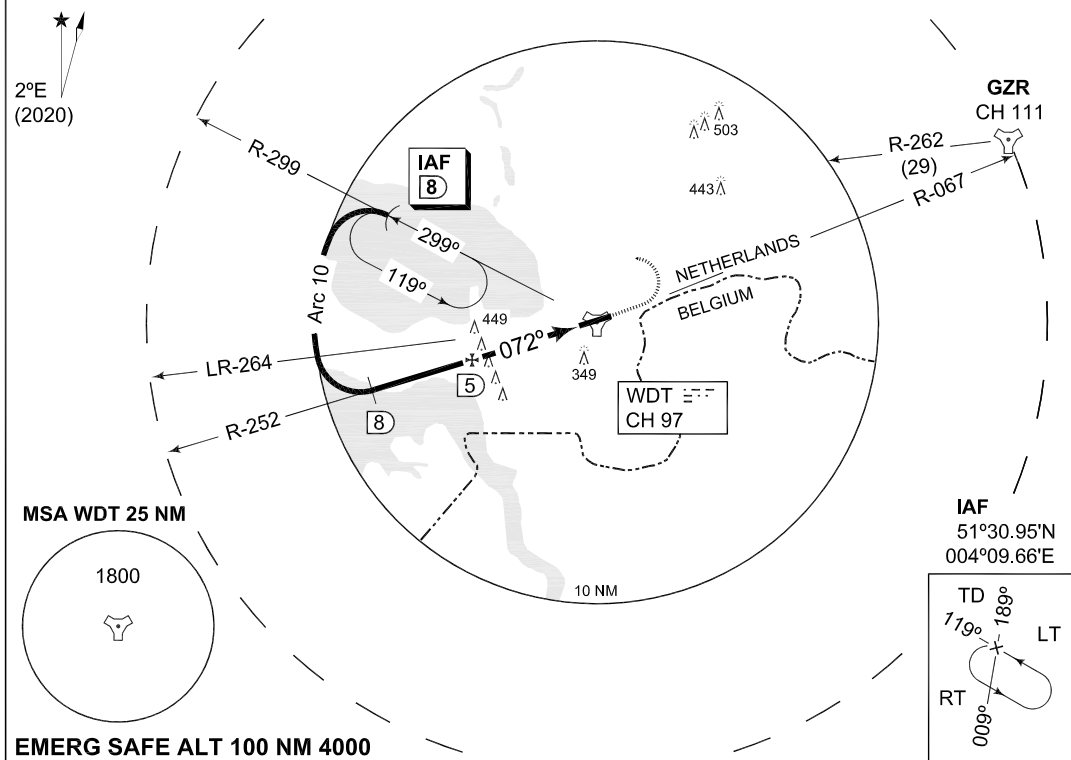 2ºE
(2020)
GZR
CH 111
R-262
(29)
R-067
R-299
IAF
8
503
443
299º
119º
Arc 10
NETHERLANDS
BELGIUM
449
072º
LR-264
5
349
R-252
8
WDT
CH 97
MSA WDT 25 NM
1800
10 NM
IAF
51º30.95'N
004º09.66'E
TD
119º
189º
LT
RT
009º
EMERG SAFE ALT 100 NM 4000